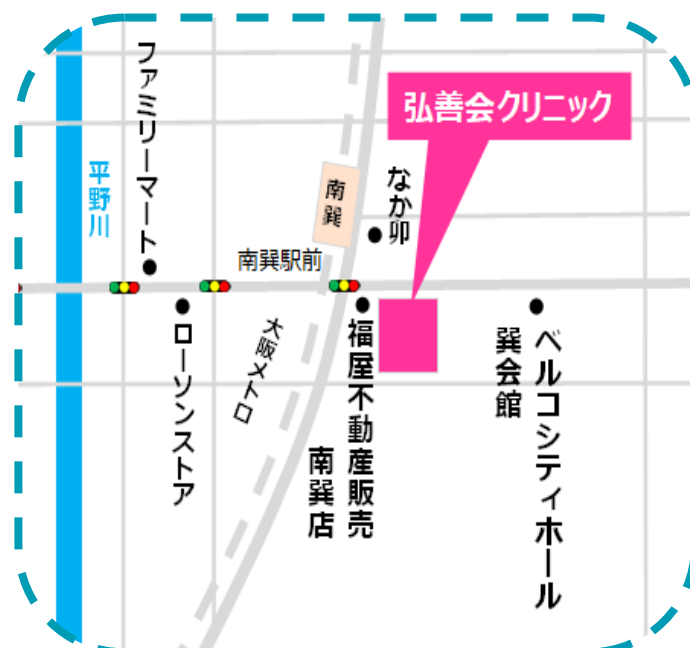 弘善会クリニック
ファミリーマート
平野川
南巽
なか卯
南巽駅前
大阪メトロ
ローソンストア
福屋不動産販売
南巽店
ベルコシティホール
巽会館